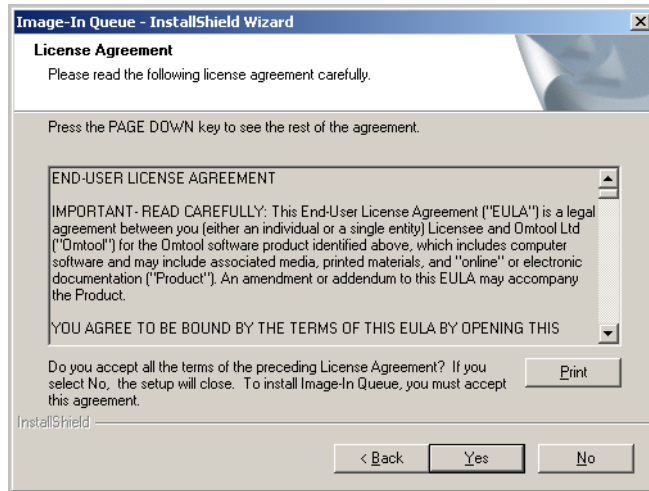 Image-In Queue - InstallShield Wizard
License Agreement
Please read the following license agreement carefully.
Press the PAGE DOWN key to see the rest of the agreement.
END-USER LICENSE AGREEMENT
IMPORTANT- READ CAREFULLY: This End-User License Agreement ("EULA") is a legal
agreement between you (either an individual or a single entity) Licensee and Omtool Ltd
("Omtool") for the Omtool software product identified above, which includes computer
software and may include associated media, printed materials, and "online" or electronic
documentation ("Product"). An amendment or addendum to this EULA may accompany
the Product.
YOU AGREE TO BE BOUND BY THE TERMS OF THIS EULA BY OPENING THIS
Do you accept all the terms of the preceding License Agreement? If you
select No, the setup will close. To install Image-In Queue, you must accept
this agreement.
Print
InstallShield
< Back
Yes
No